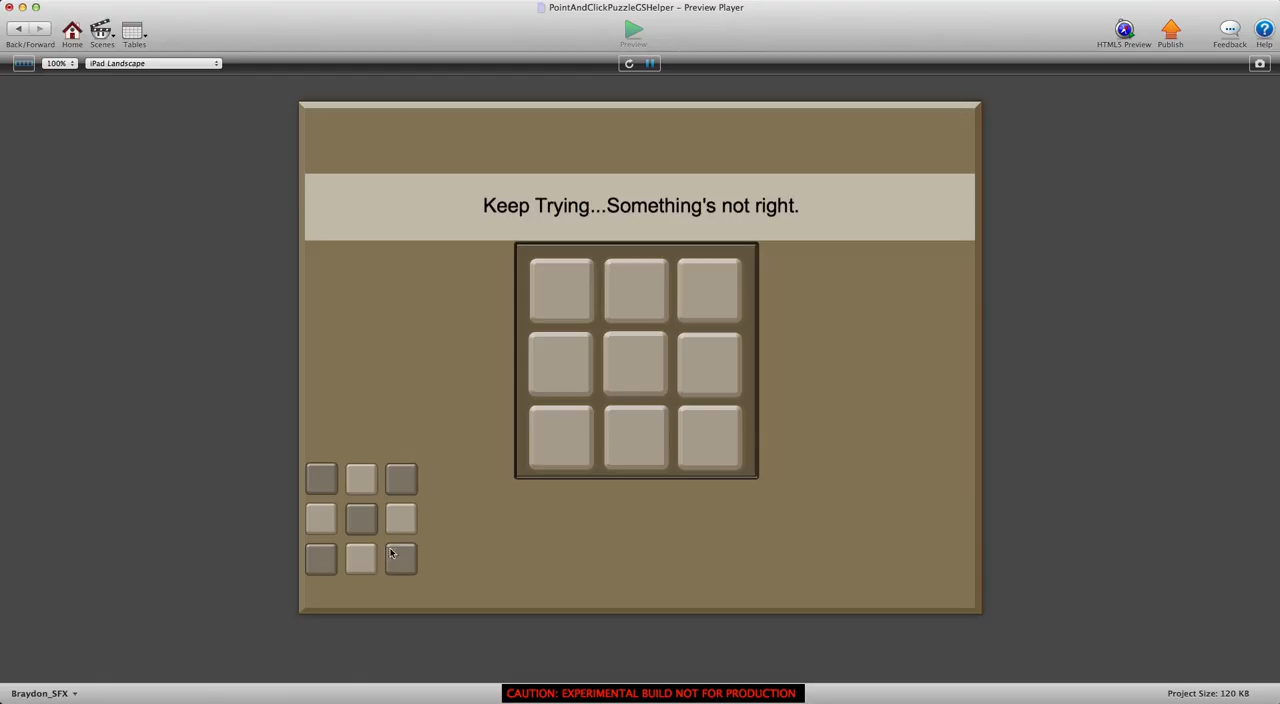 PointAndClickPuzzleGSHelper – Preview Player
Back/Forward Home Scenes Tables Preview HTML5 Preview Publish Feedback Help
100% iPad Landscape
Keep Trying...Something's not right.
Braydon_SFX CAUTION: EXPERIMENTAL BUILD NOT FOR PRODUCTION Project Size: 120 KB